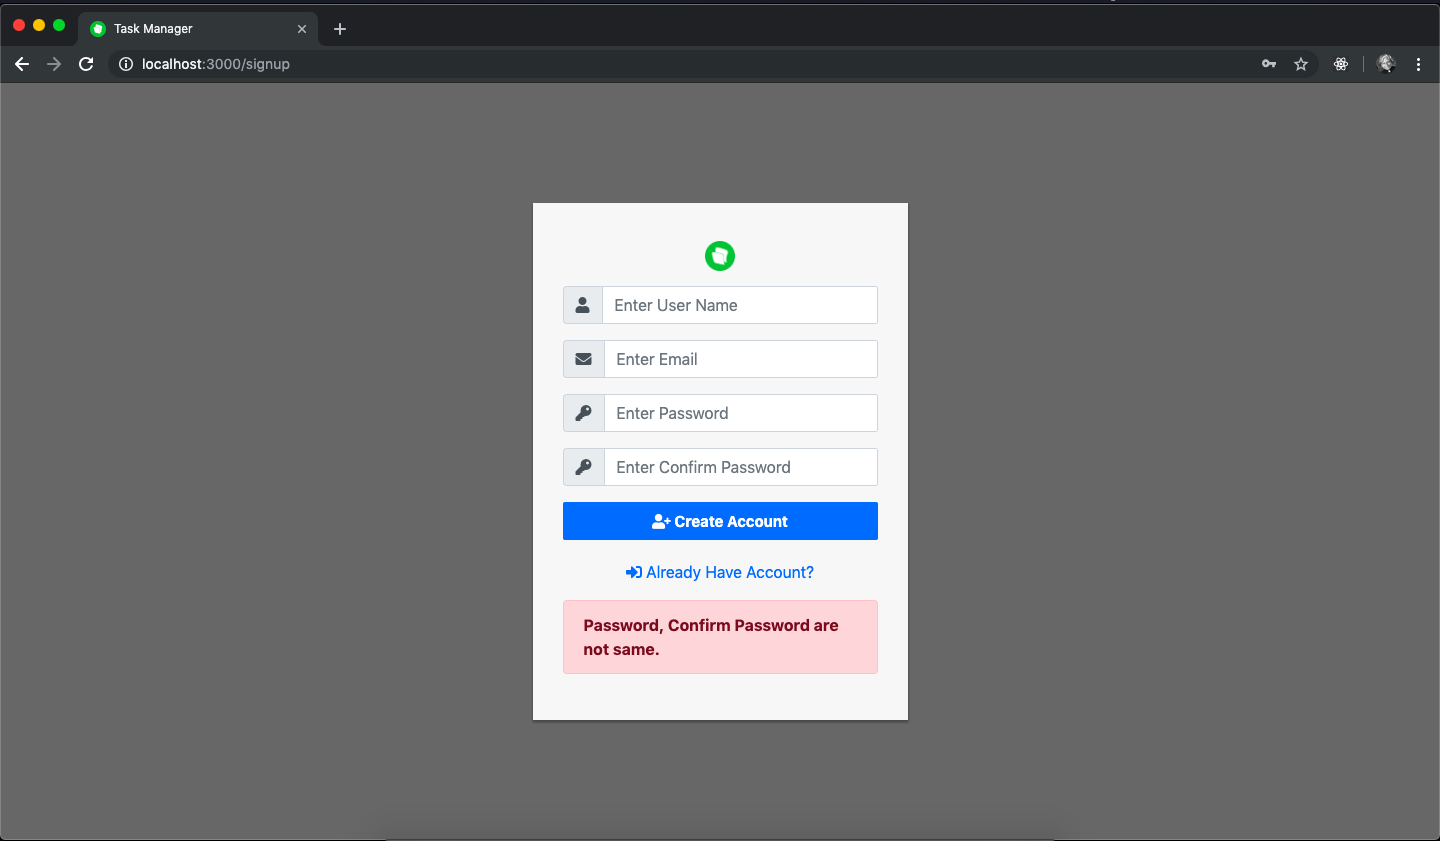 Task Manager
localhost:3000/signup
Enter User Name
Enter Email
Enter Password
Enter Confirm Password
Create Account
Already Have Account?
Password, Confirm Password are
not same.